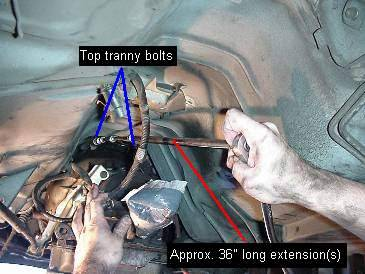 Top tranny bolts
Approx. 36" long extension(s)